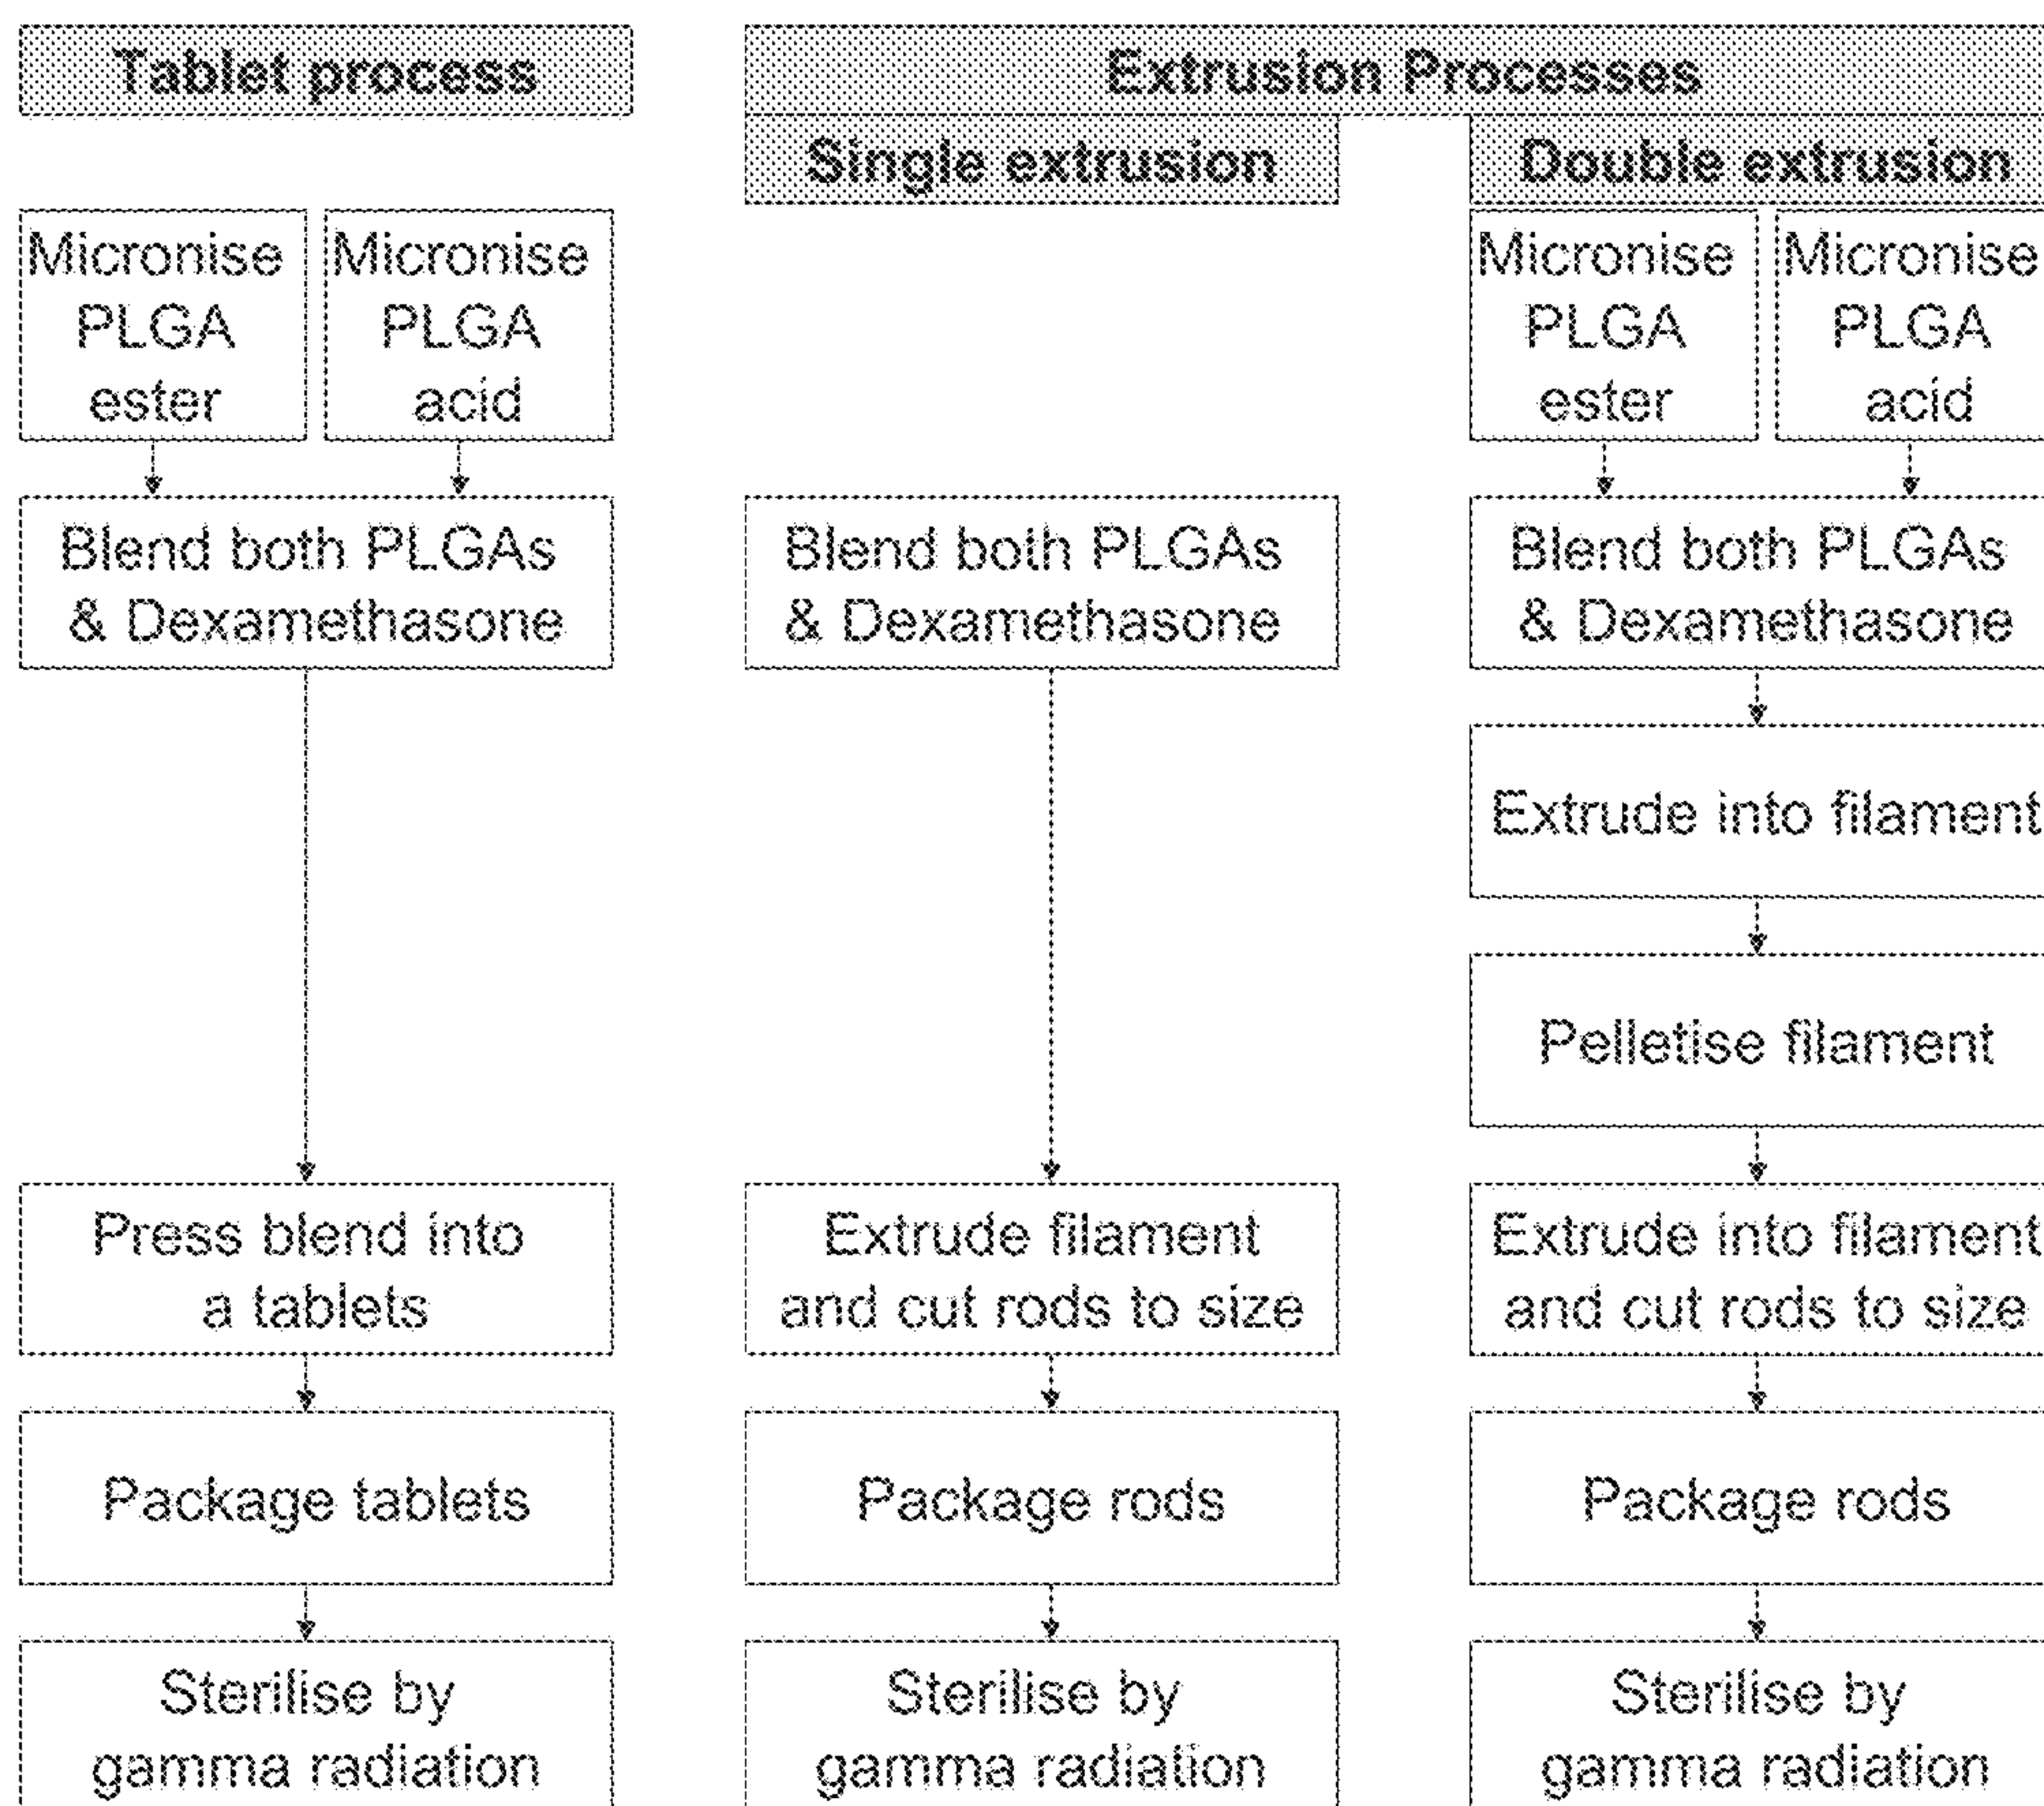 Tablet process
Extrusion Processes
Single extrusion
Double extrusion
Micronise
PLGA
ester
Micronise
PLGA
acid
Micronise
PLGA
ester
Micronise
PLGA
acid
Blend both PLGAs
& Dexamethasone
Blend both PLGAs
& Dexamethasone
Blend both PLGAs
& Dexamethasone
Extrude into filament
Pelletise filament
Press blend into
a tablets
Extrude filament
and cut rods to size
Extrude into filament
and cut rods to size
Package tablets
Package rods
Package rods
Sterilise by
gamma radiation
Sterilise by
gamma radiation
Sterilise by
gamma radiation